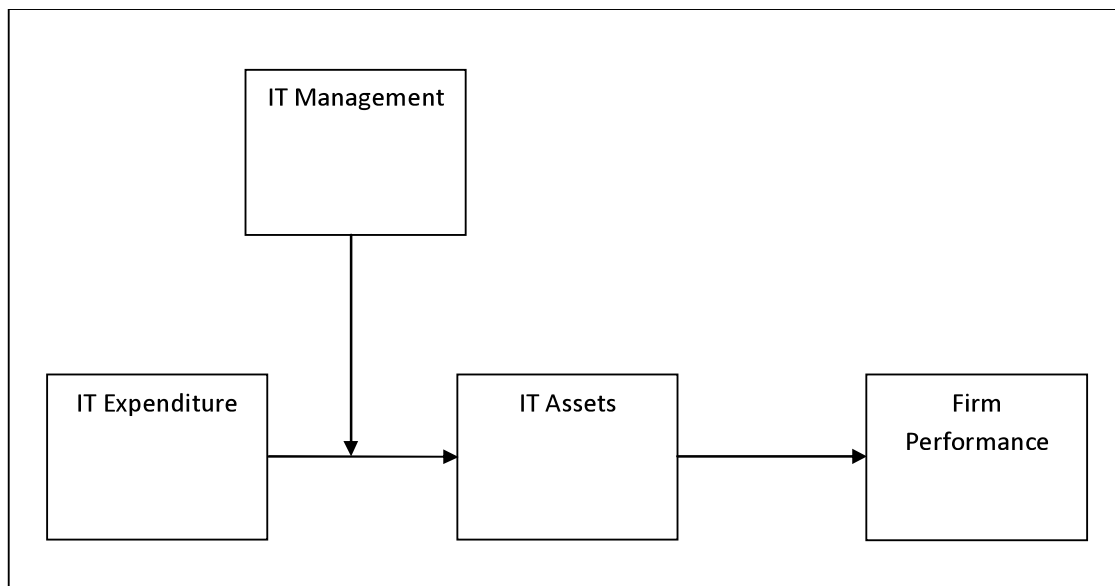 IT Management
IT Expenditure
IT Assets
Firm
Performance